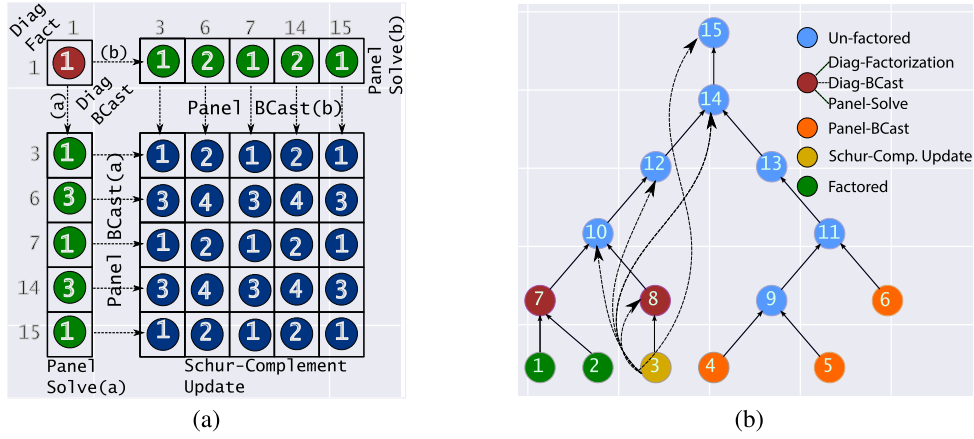 Diag
Fact
1
3 6 7 14 15
1
1
(b)
1 2 1 2 1
Panel
Solve(b)
(a)
Diag
BCast
Panel BCast(b)
3
1
1 2 1 2 1
6
3
3 4 3 4 3
7
1
1 2 1 2 1
14
3
3 4 3 4 3
15
1
1 2 1 2 1
Panel BCast(a)
Panel
Solve(a)
Schur-Complement
Update
(a)
15
14
12 13
10 11
7 8 9 6
1 2 3 4 5
Un-factored
Diag-Factorization
Diag-BCast
Panel-Solve
Panel-BCast
Schur-Comp. Update
Factored
(b)